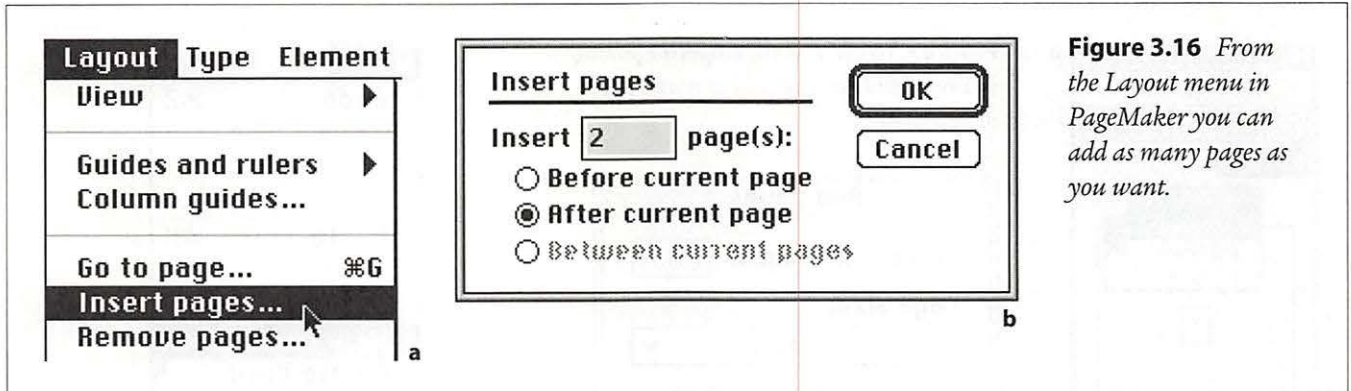 Layout Type Element
View
Guides and rulers
Column guides...
Go to page... ⌘G
Insert pages...
Remove pages...
a
Insert pages
Insert 2 page(s):
Before current page
After current page
Between current pages
OK
Cancel
b
Figure 3.16 From
the Layout menu in
PageMaker you can
add as many pages as
you want.